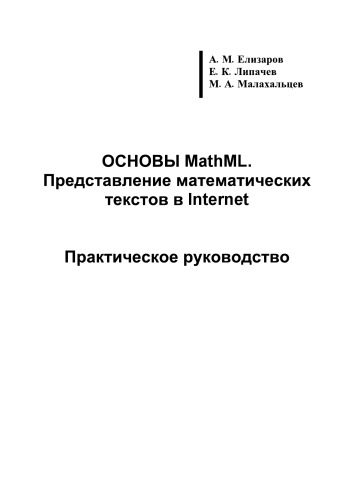 А. М. Елизаров
Е. К. Липачев
М. А. Малахальцев
ОСНОВЫ MathML.
Представление математических
текстов в Internet
Практическое руководство